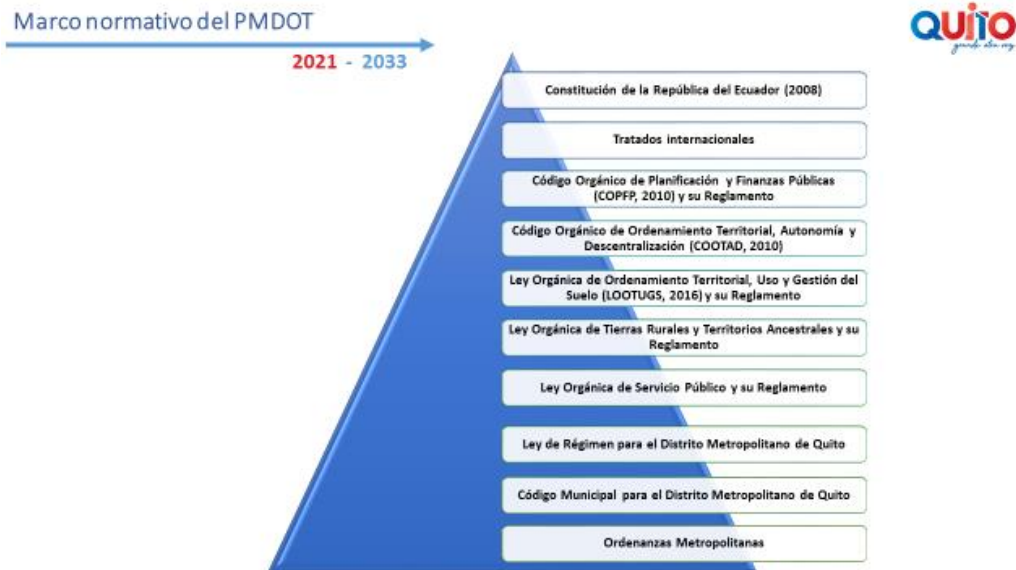 Marco normativo del PMDOT
2021 - 2033
QUITO
grande otra vez
Constitución de la República del Ecuador (2008)
Tratados internacionales
Código Orgánico de Planificación y Finanzas Públicas
(COPFP, 2010) y su Reglamento
Código Orgánico de Ordenamiento Territorial, Autonomía y
Descentralización (COOTAD, 2010)
Ley Orgánica de Ordenamiento Territorial, Uso y Gestión del
Suelo (LOOTUGS, 2016) y su Reglamento
Ley Orgánica de Tierras Rurales y Territorios Ancestrales y su
Reglamento
Ley Orgánica de Servicio Público y su Reglamento
Ley de Régimen para el Distrito Metropolitano de Quito
Código Municipal para el Distrito Metropolitano de Quito
Ordenanzas Metropolitanas